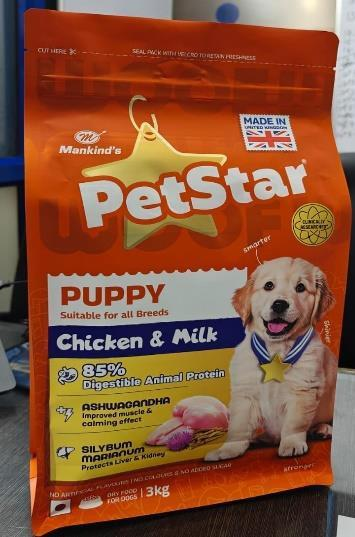 CUT HERE
SEAL PACK WITH VELCRO TO RETAIN FRESHNESS
m
Mankind's
MADE IN
UNITED KINGDOM
PetStar
CLINICALLY
RESEARCHED
smarter
PUPPY
Suitable for all Breeds
Chicken & Milk
shinier
85%
Digestible Animal Protein
ASHWAGANDHA
Improved muscle &
calming effect
SILYBUM
MARIANUM
Protects Liver & Kidney
stronger
NO ARTIFICIAL FLAVOURS | NO COLOURS & NO ADDED SUGAR
DRY FOOD
FOR DOGS
3kg